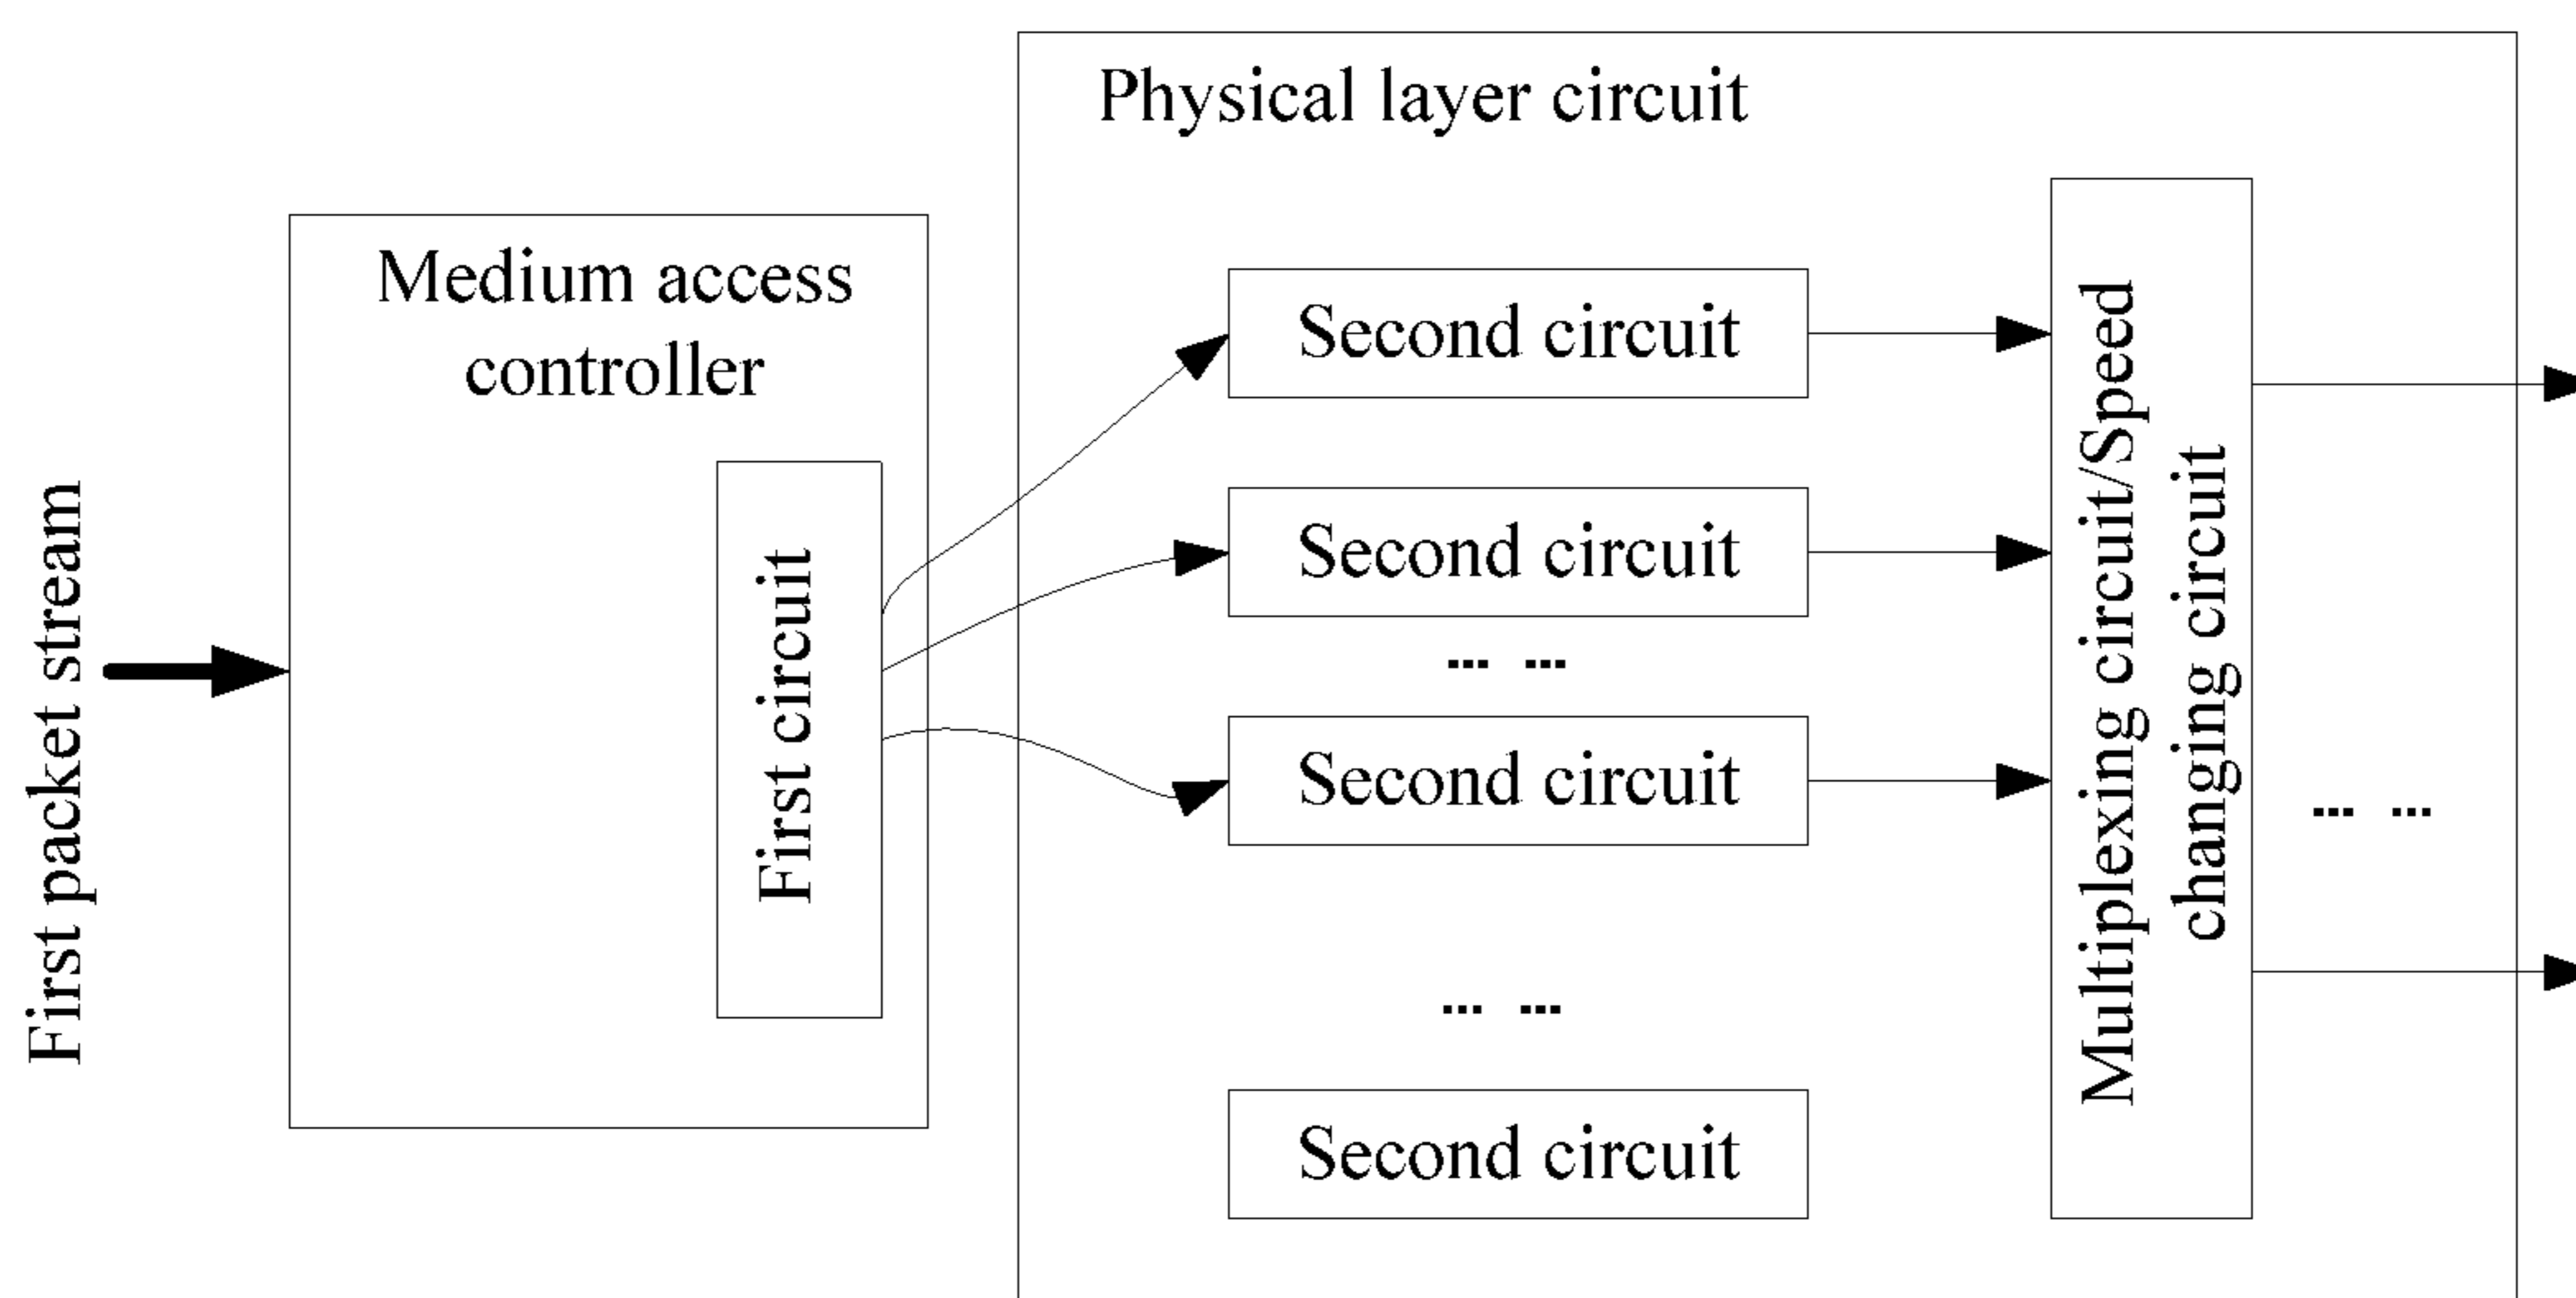 First packet stream
Medium access
controller
First circuit
Physical layer circuit
Second circuit
Second circuit
... ...
Second circuit
... ...
Second circuit
Multiplexing circuit/Speed
changing circuit
... ...